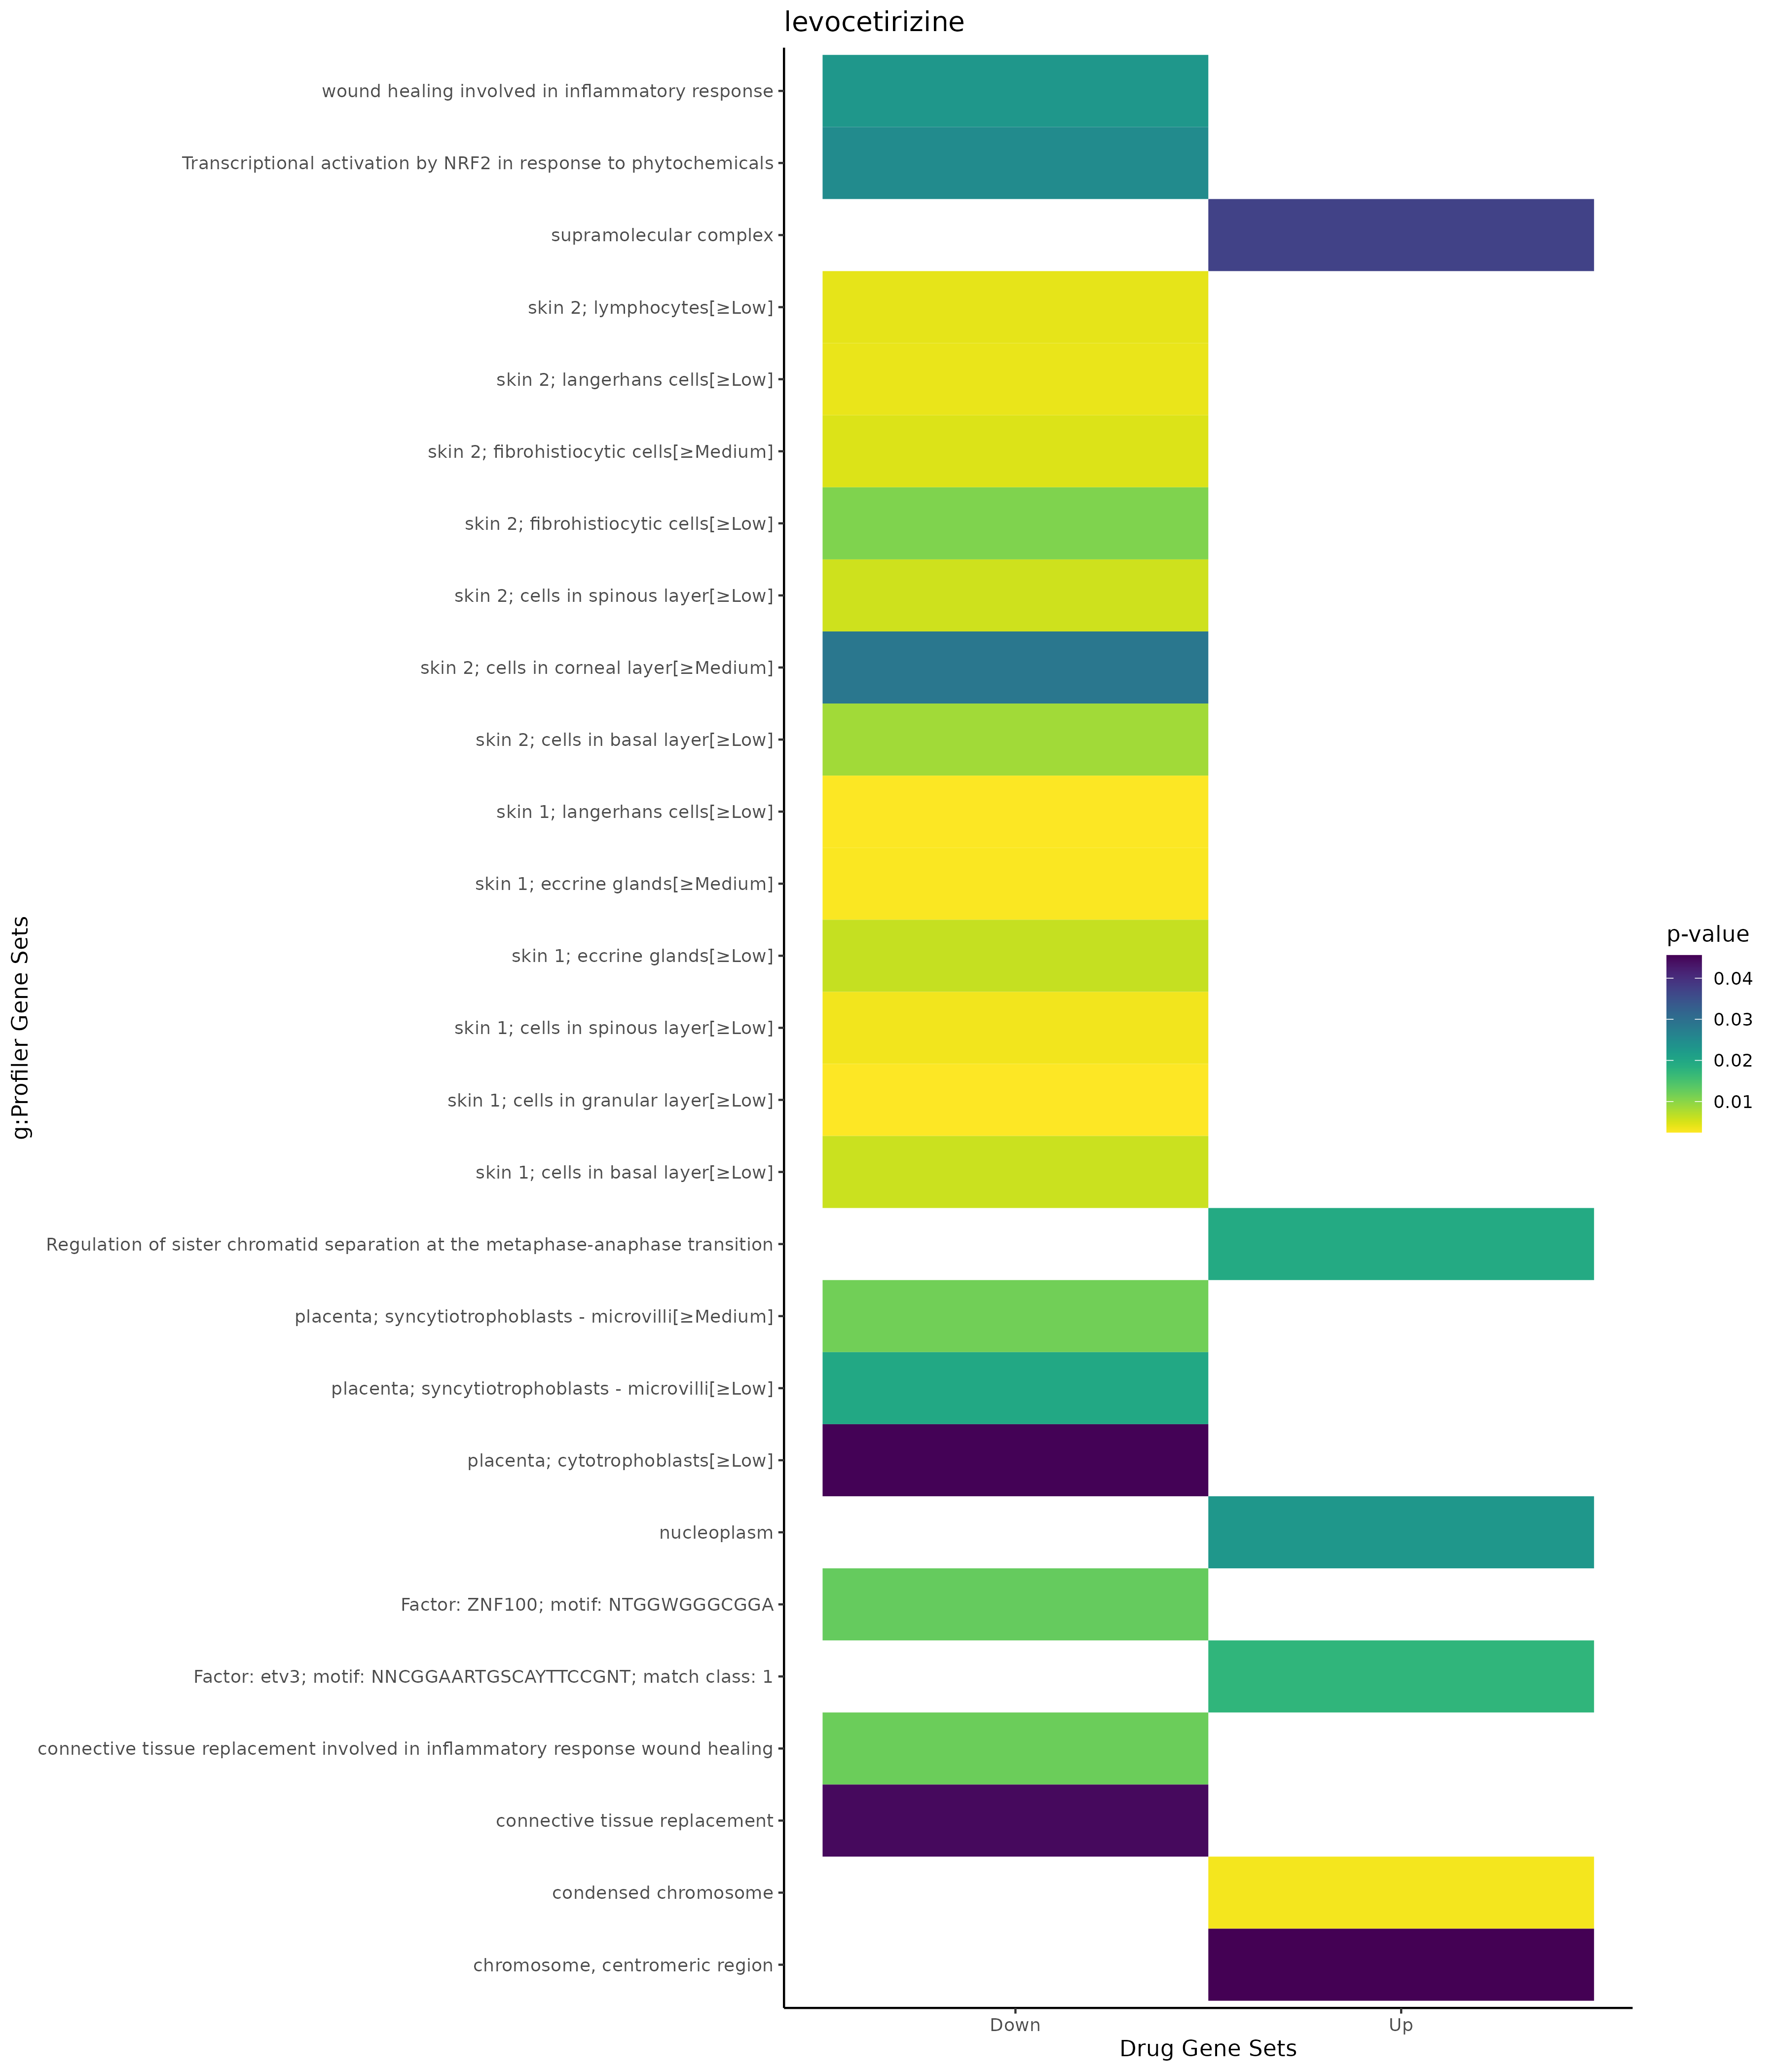 levocetirizine
wound healing involved in inflammatory response
Transcriptional activation by NRF2 in response to phytochemicals
supramolecular complex
skin 2; lymphocytes[≥Low]
skin 2; langerhans cells[≥Low]
skin 2; fibrohistiocytic cells[≥Medium]
skin 2; fibrohistiocytic cells[≥Low]
skin 2; cells in spinous layer[≥Low]
skin 2; cells in corneal layer[≥Medium]
skin 2; cells in basal layer[≥Low]
skin 1; langerhans cells[≥Low]
skin 1; eccrine glands[≥Medium]
skin 1; eccrine glands[≥Low]
skin 1; cells in spinous layer[≥Low]
skin 1; cells in granular layer[≥Low]
skin 1; cells in basal layer[≥Low]
Regulation of sister chromatid separation at the metaphase-anaphase transition
placenta; syncytiotrophoblasts - microvilli[≥Medium]
placenta; syncytiotrophoblasts - microvilli[≥Low]
placenta; cytotrophoblasts[≥Low]
nucleoplasm
Factor: ZNF100; motif: NTGGWGGGCGGA
Factor: etv3; motif: NNCGGAARTGSCAYTTCCGNT; match class: 1
connective tissue replacement involved in inflammatory response wound healing
connective tissue replacement
condensed chromosome
chromosome, centromeric region
Down
Up
Drug Gene Sets
g:Profiler Gene Sets
p-value
0.04
0.03
0.02
0.01